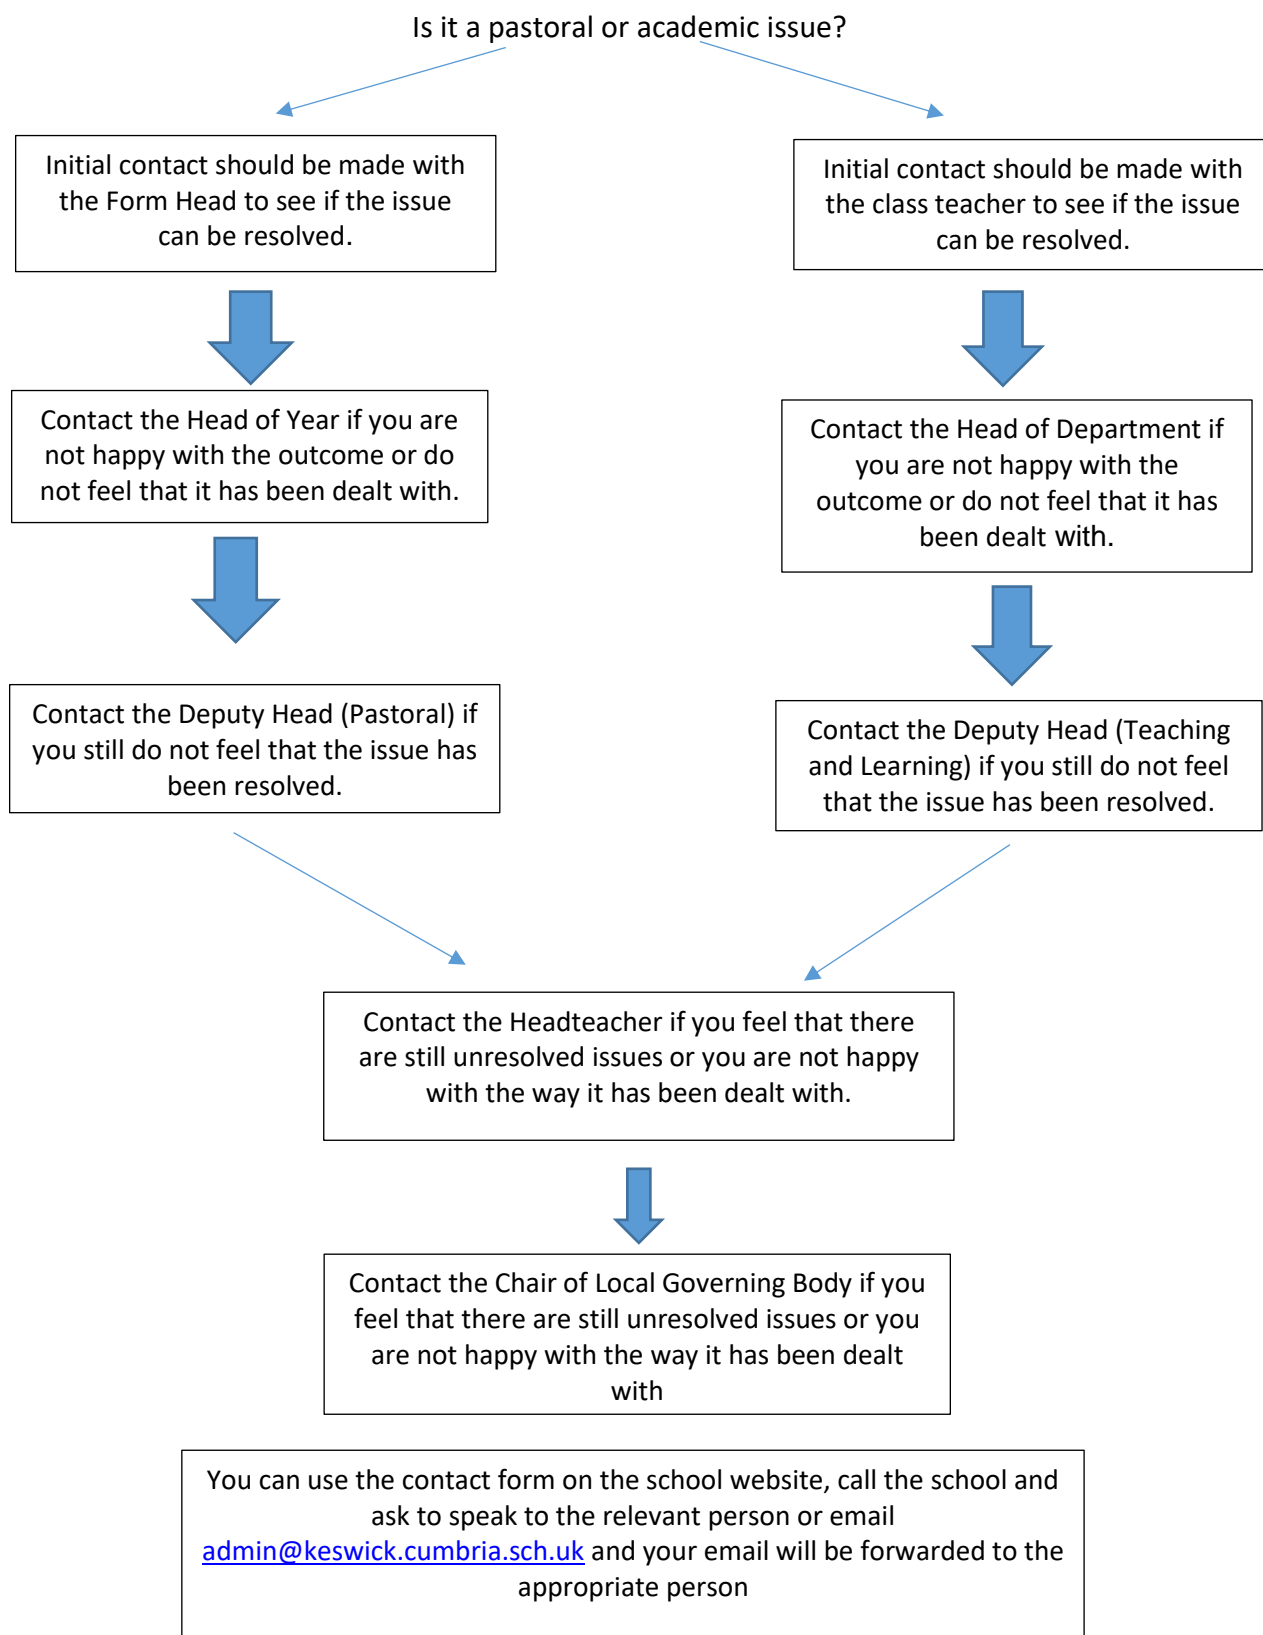 Is it a pastoral or academic issue?
Initial contact should be made with
the Form Head to see if the issue
can be resolved.
Initial contact should be made with
the class teacher to see if the issue
can be resolved.
Contact the Head of Year if you are
not happy with the outcome or do
not feel that it has been dealt with.
Contact the Head of Department if
you are not happy with the
outcome or do not feel that it has
been dealt with.
Contact the Deputy Head (Pastoral) if
you still do not feel that the issue has
been resolved.
Contact the Deputy Head (Teaching
and Learning) if you still do not feel
that the issue has been resolved.
Contact the Headteacher if you feel that there
are still unresolved issues or you are not happy
with the way it has been dealt with.
Contact the Chair of Local Governing Body if you
feel that there are still unresolved issues or you
are not happy with the way it has been dealt
with
You can use the contact form on the school website, call the school and
ask to speak to the relevant person or email
admin@keswick.cumbria.sch.uk and your email will be forwarded to the
appropriate person